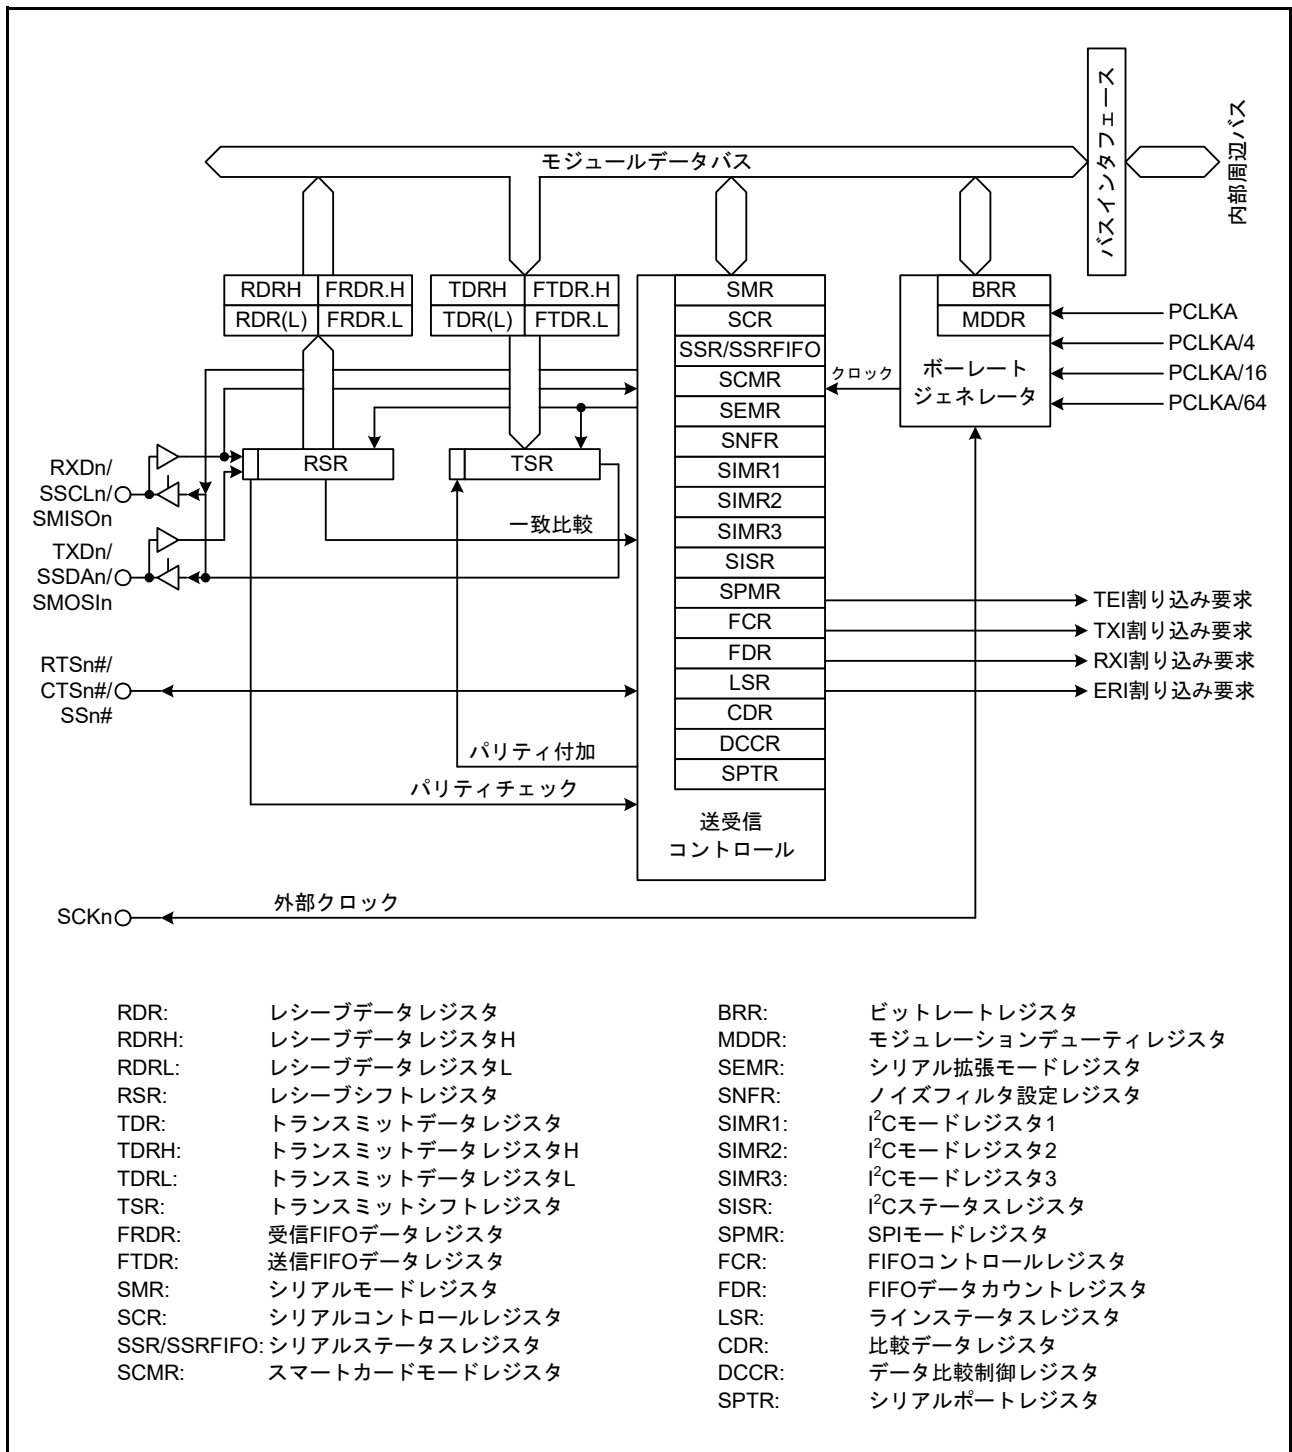 バスインタフェース
内部周辺バス
モジュールデータバス
RDRH FRDR.H
RDR(L) FRDR.L
TDRH FTDR.H
TDR(L) FTDR.L
SMR
SCR
SSR/SSRFIFO
SCMR
SEMR
SNFR
SIMR1
SIMR2
SIMR3
SISR
SPMR
FCR
FDR
LSR
CDR
DCCR
SPTR
送受信
コントロール
BRR
MDDR
ボーレート
ジェネレータ
クロック
PCLKA
PCLKA/4
PCLKA/16
PCLKA/64
RSR
TSR
RXDn/
SSCLn/
SMISOn
TXDn/
SSDAn/
SMOSIn
一致比較
RTSn#/
CTSn#/
SSn#
パリティ付加
パリティチェック
TEI割り込み要求
TXI割り込み要求
RXI割り込み要求
ERI割り込み要求
SCKn
外部クロック
RDR: レシーブデータレジスタ
RDRH: レシーブデータレジスタH
RDRL: レシーブデータレジスタL
RSR: レシーブシフトレジスタ
TDR: トランスミットデータレジスタ
TDRH: トランスミットデータレジスタH
TDRL: トランスミットデータレジスタL
TSR: トランスミットシフトレジスタ
FRDR: 受信FIFOデータレジスタ
FTDR: 送信FIFOデータレジスタ
SMR: シリアルモードレジスタ
SCR: シリアルコントロールレジスタ
SSR/SSRFIFO: シリアルステータスレジスタ
SCMR: スマートカードモードレジスタ
BRR: ビットレートレジスタ
MDDR: モジュレーションデューティレジスタ
SEMR: シリアル拡張モードレジスタ
SNFR: ノイズフィルタ設定レジスタ
SIMR1: I²Cモードレジスタ1
SIMR2: I²Cモードレジスタ2
SIMR3: I²Cモードレジスタ3
SISR: I²Cステータスレジスタ
SPMR: SPIモードレジスタ
FCR: FIFOコントロールレジスタ
FDR: FIFOデータカウントレジスタ
LSR: ラインステータスレジスタ
CDR: 比較データレジスタ
DCCR: データ比較制御レジスタ
SPTR: シリアルポートレジスタ